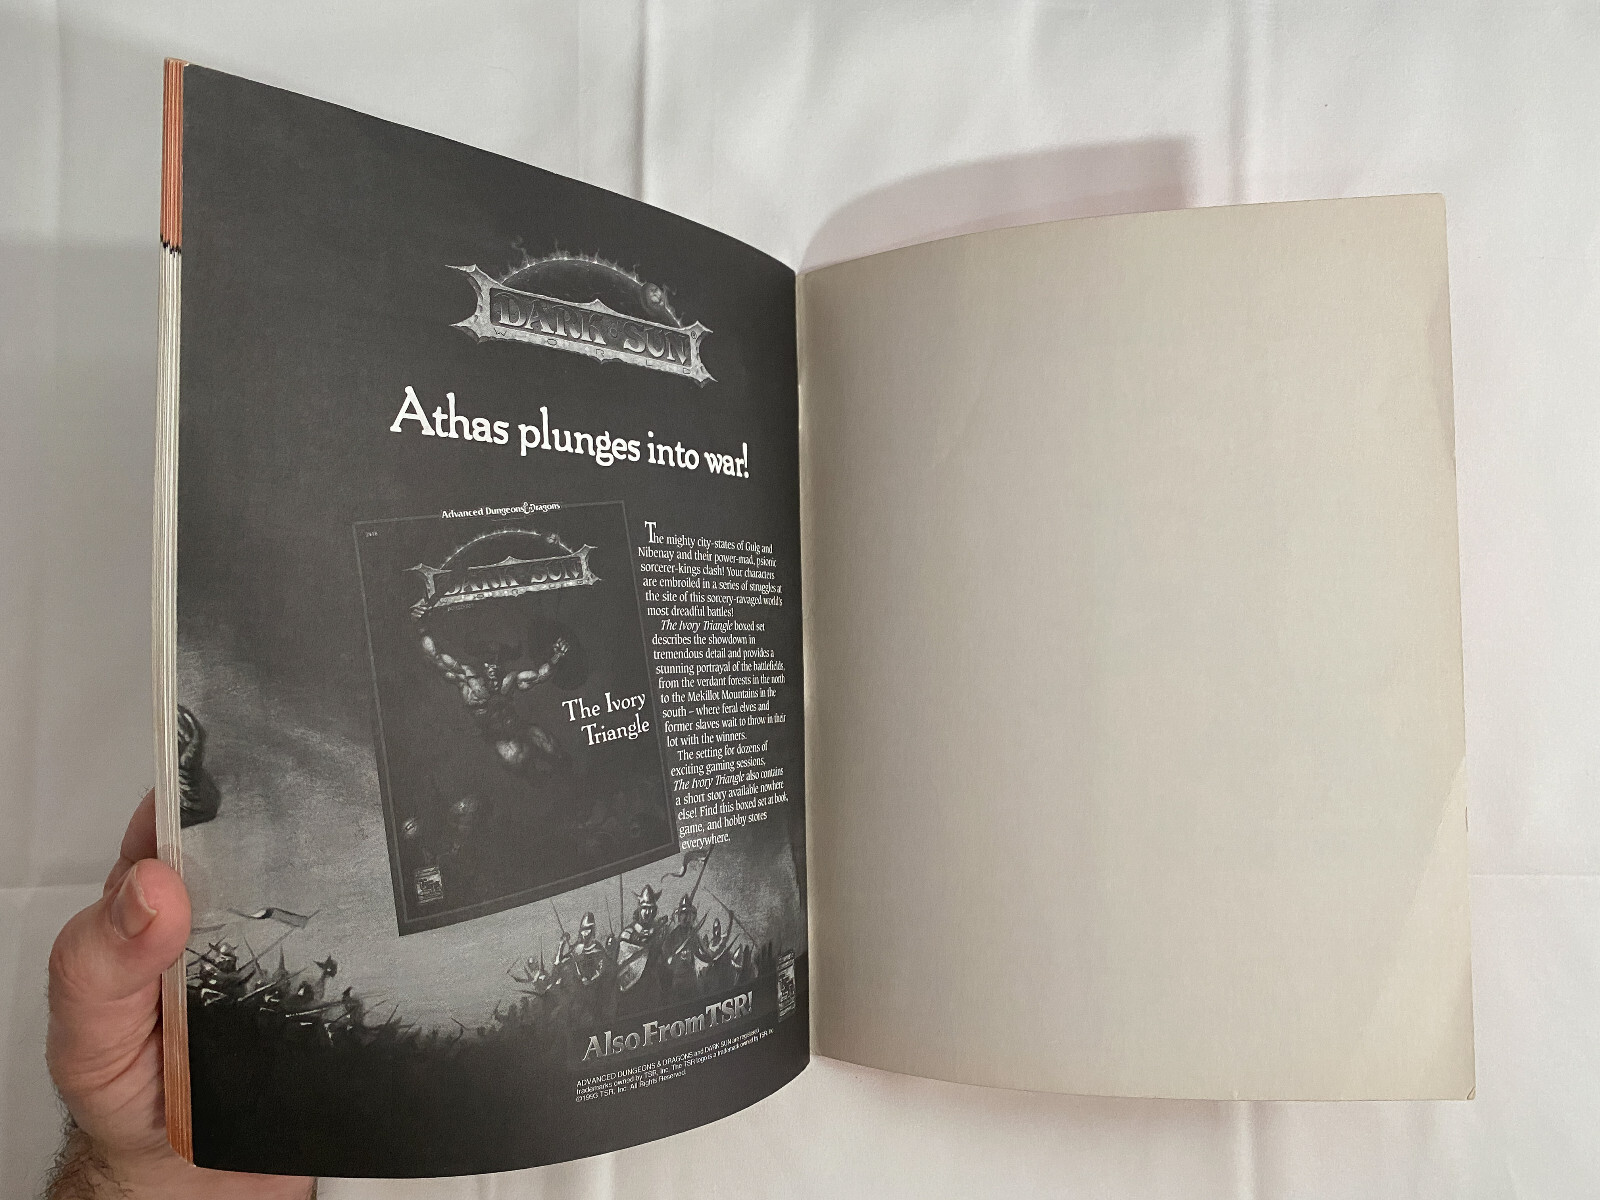 DARK SUN
WORLD
Athas plunges into war!
Advanced Dungeons & Dragons
DARK SUN
The Ivory
Triangle
The mighty city-states of Gulg and
Nibenay and their power-mad, psionic
sorcerer-kings clash! Your characters
are embroiled in a series of struggles at
the site of this sorcery-ravaged world's
most dreadful battles!
The Ivory Triangle boxed set
describes the showdown in
tremendous detail and provides a
stunning portrayal of the battlefields,
from the verdant forests in the north
to the Mekillot Mountains in the
south – where feral elves and
former slaves wait to throw in their
lot with the winners.
The setting for dozens of
exciting gaming sessions,
The Ivory Triangle also contains
a short story available nowhere
else! Find this boxed set at book,
game, and hobby stores
everywhere.
Also From TSR!
ADVANCED DUNGEONS & DRAGONS and DARK SUN are registered
trademarks owned by TSR, Inc. The TSR logo is a trademark owned by TSR, Inc.
©1993 TSR, Inc. All Rights Reserved.